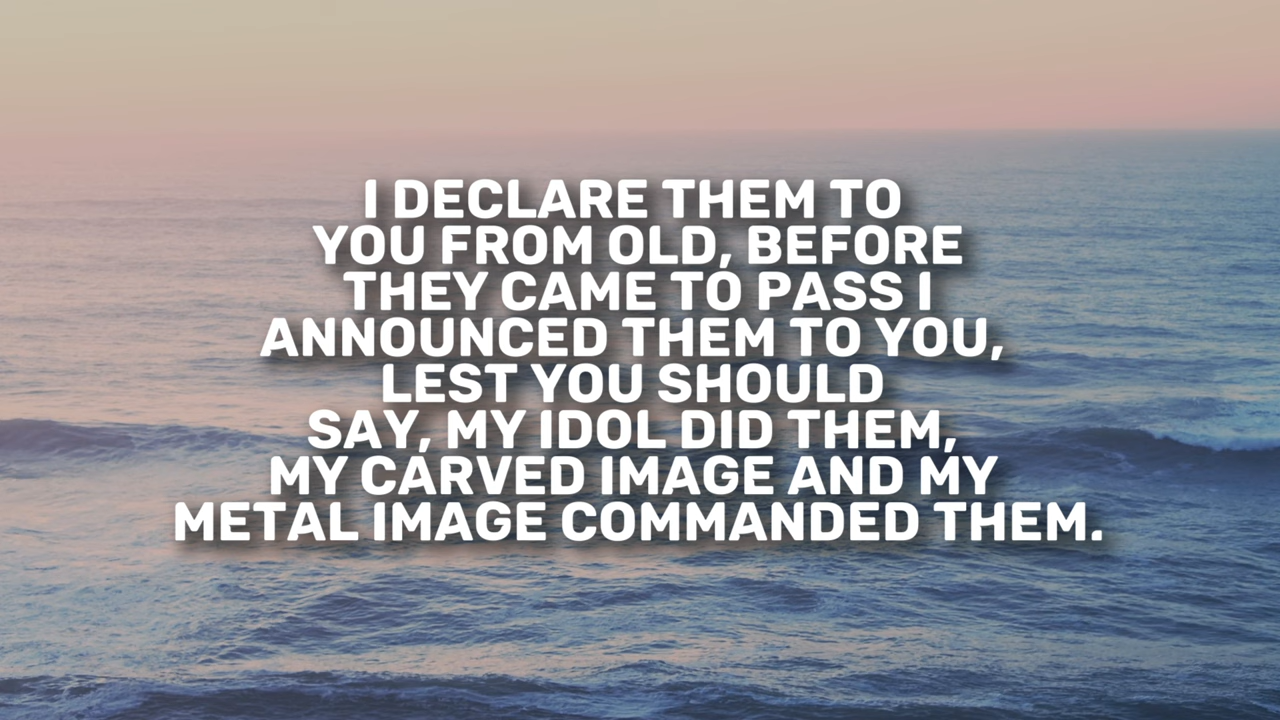 I DECLARE THEM TO
YOU FROM OLD, BEFORE
THEY CAME TO PASS I
ANNOUNCED THEM TO YOU,
LEST YOU SHOULD
SAY, MY IDOL DID THEM,
MY CARVED IMAGE AND MY
METAL IMAGE COMMANDED THEM.